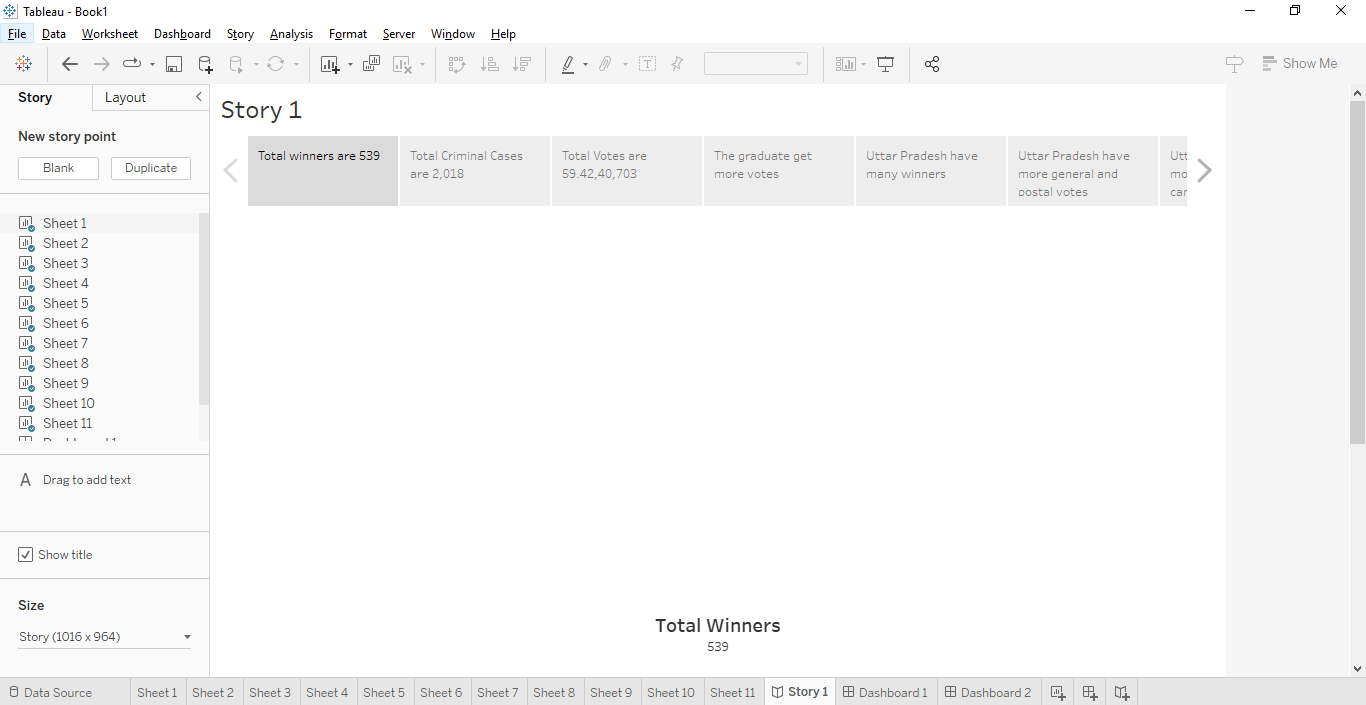 Tableau - Book1
File Data Worksheet Dashboard Story Analysis Format Server Window Help
Show Me
Story Layout
New story point
Blank Duplicate
Sheet 1
Sheet 2
Sheet 3
Sheet 4
Sheet 5
Sheet 6
Sheet 7
Sheet 8
Sheet 9
Sheet 10
Sheet 11
A Drag to add text
Show title
Size
Story (1016 x 964)
Story 1
Total winners are 539
Total Criminal Cases
are 2,018
Total Votes are
59.42,40,703
The graduate get
more votes
Uttar Pradesh have
many winners
Uttar Pradesh have
more general and
postal votes
Total Winners
539
Data Source Sheet 1 Sheet 2 Sheet 3 Sheet 4 Sheet 5 Sheet 6 Sheet 7 Sheet 8 Sheet 9 Sheet 10 Sheet 11 Story 1 Dashboard 1 Dashboard 2